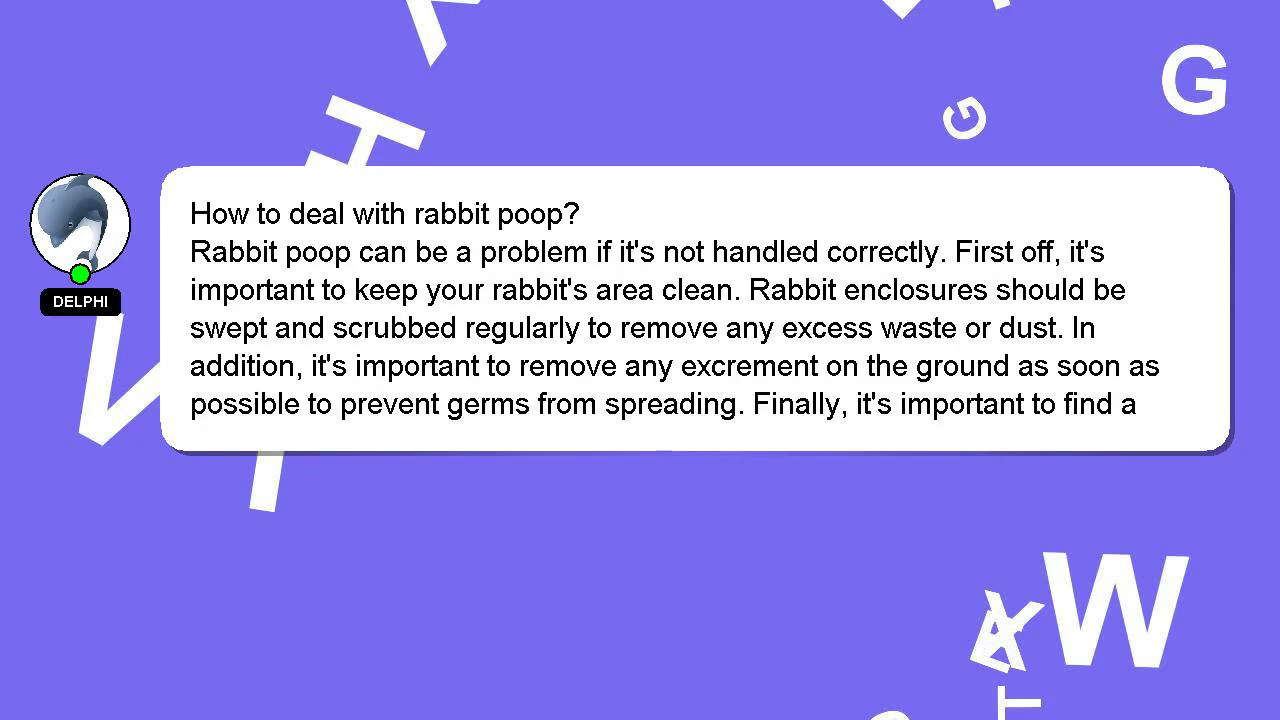 G
G
H
How to deal with rabbit poop?
Rabbit poop can be a problem if it's not handled correctly. First off, it's
important to keep your rabbit's area clean. Rabbit enclosures should be
swept and scrubbed regularly to remove any excess waste or dust. In
addition, it's important to remove any excrement on the ground as soon as
possible to prevent germs from spreading. Finally, it's important to find a
DELPHI
W
T